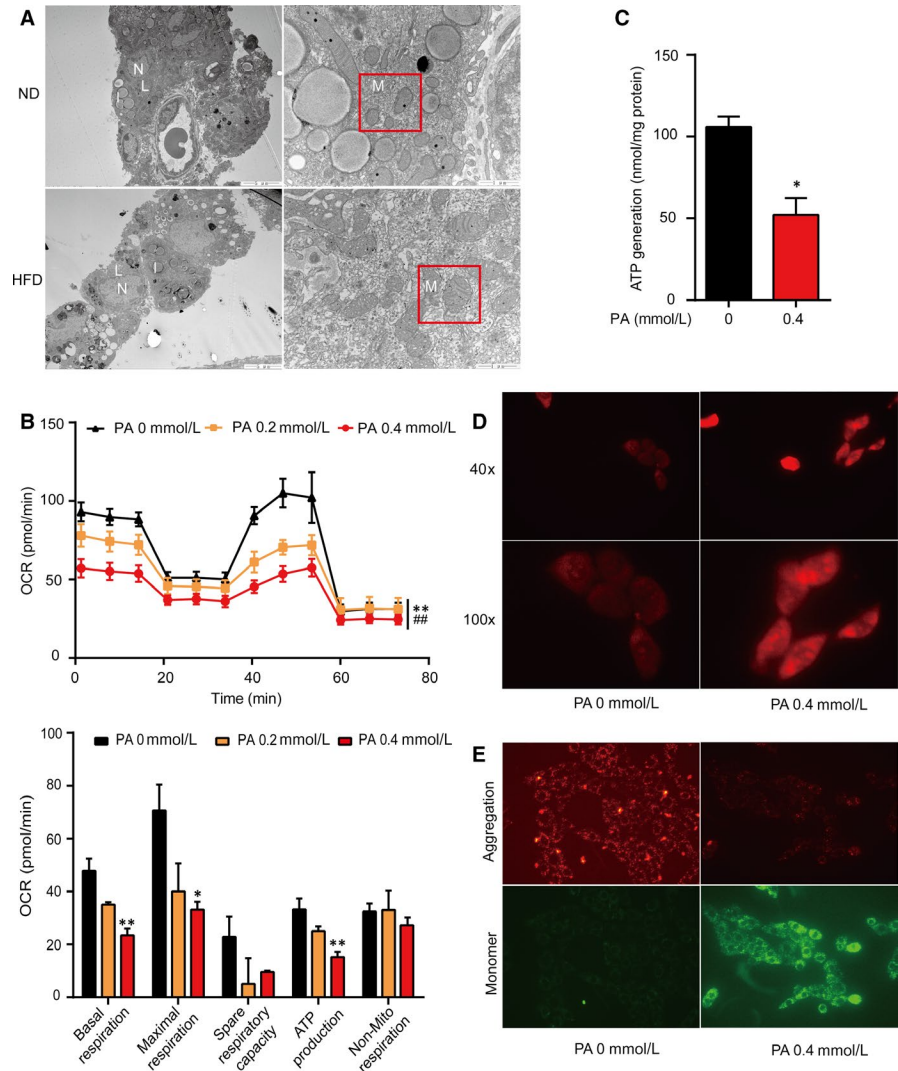 A
ND
N
L
I
M
HFD
L
I
N
M
C
ATP generation (nmol/mg protein)
150
100
50
0
*
PA (mmol/L)
0
0.4
B
PA 0 mmol/L
PA 0.2 mmol/L
PA 0.4 mmol/L
OCR (pmol/min)
150
100
50
0
**
##
0
20
40
60
80
Time (min)
PA 0 mmol/L
PA 0.2 mmol/L
PA 0.4 mmol/L
OCR (pmol/min)
100
80
60
40
20
0
**
*
**
Basal
respiration
Maximal
respiration
Spare
respiratory
capacity
ATP
production
Non-Mito
respiration
D
40x
100x
PA 0 mmol/L
PA 0.4 mmol/L
E
Aggregation
Monomer
PA 0 mmol/L
PA 0.4 mmol/L